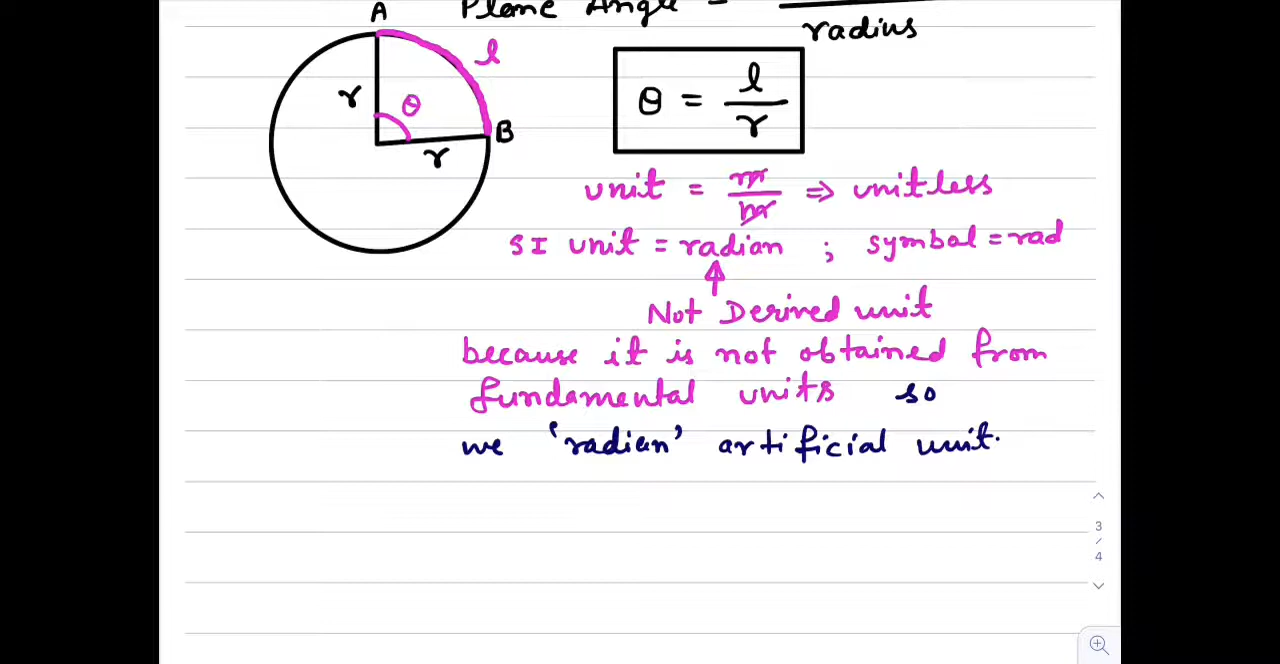 A Plane Angle =
radius
l
r θ
θ = l / r
B
r
unit = m / m ⇒ unitless
SI unit = radian ; symbol = rad
Not Derived unit
because it is not obtained from
fundamental units so
we 'radian' artificial unit.
3
/
4